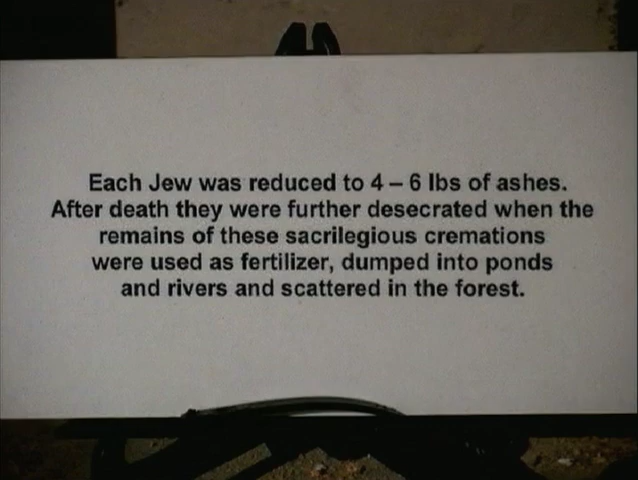 Each Jew was reduced to 4 – 6 lbs of ashes.
After death they were further desecrated when the
remains of these sacrilegious cremations
were used as fertilizer, dumped into ponds
and rivers and scattered in the forest.